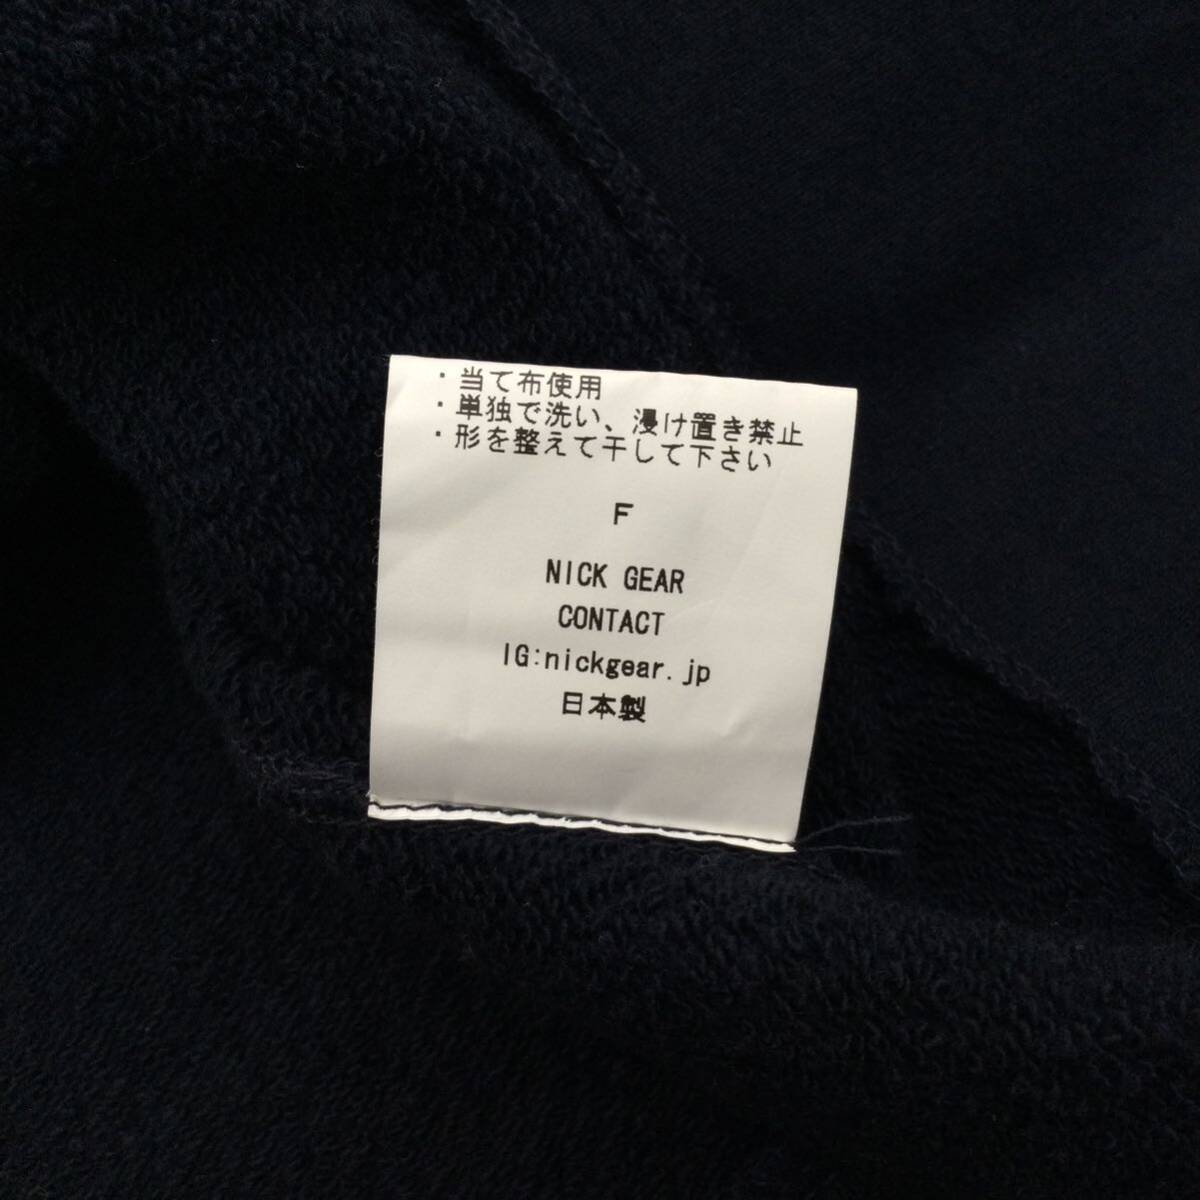 ・当て布使用
・単独で洗い、浸け置き禁止
・形を整えて干して下さい
F
NICK GEAR
CONTACT
IG:nickgear.jp
日本製